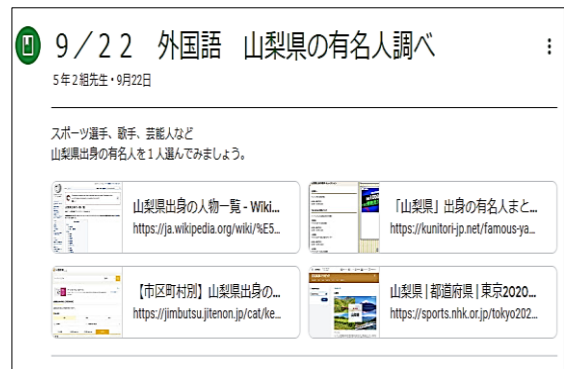 9／22　外国語　山梨県の有名人調べ
5年2組先生・9月22日
スポーツ選手、歌手、芸能人など
山梨県出身の有名人を1人選んでみましょう。
山梨県出身の人物一覧 - Wiki...
https://ja.wikipedia.org/wiki/%E5...
「山梨県」出身の有名人まと...
https://kunitori-jp.net/famous-ya...
【市区町村別】山梨県出身の...
https://jimbutsu.jitenon.jp/cat/ke...
山梨県 | 都道府県 | 東京2020...
https://sports.nhk.or.jp/tokyo202...